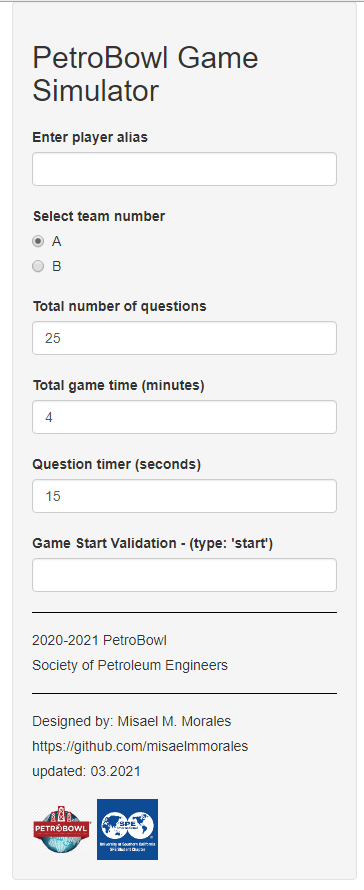 PetroBowl Game
Simulator
Enter player alias
Select team number
A
B
Total number of questions
25
Total game time (minutes)
4
Question timer (seconds)
15
Game Start Validation - (type: 'start')
2020-2021 PetroBowl
Society of Petroleum Engineers
Designed by: Misael M. Morales
https://github.com/misaelmmorales
updated: 03.2021
PETROBOWL
SPE
University of Southern California
SPE Student Chapter